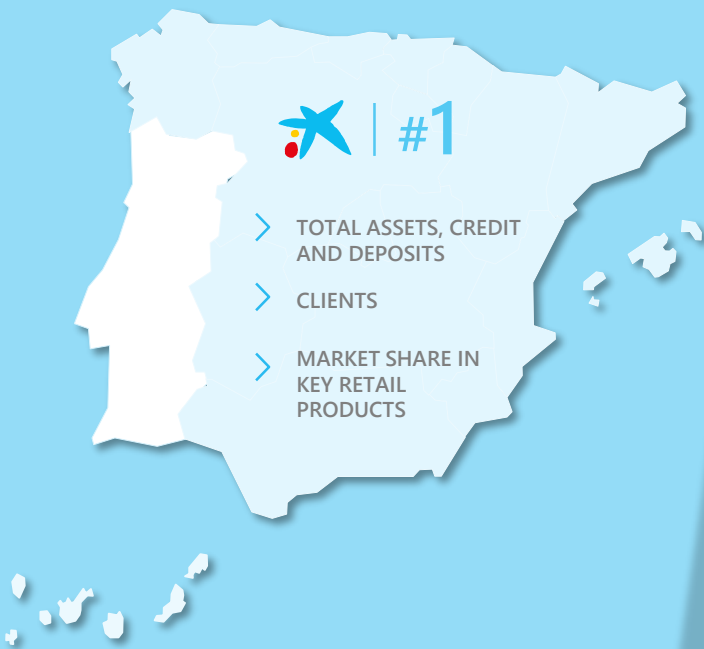 #1
TOTAL ASSETS, CREDIT
AND DEPOSITS
CLIENTS
MARKET SHARE IN
KEY RETAIL
PRODUCTS